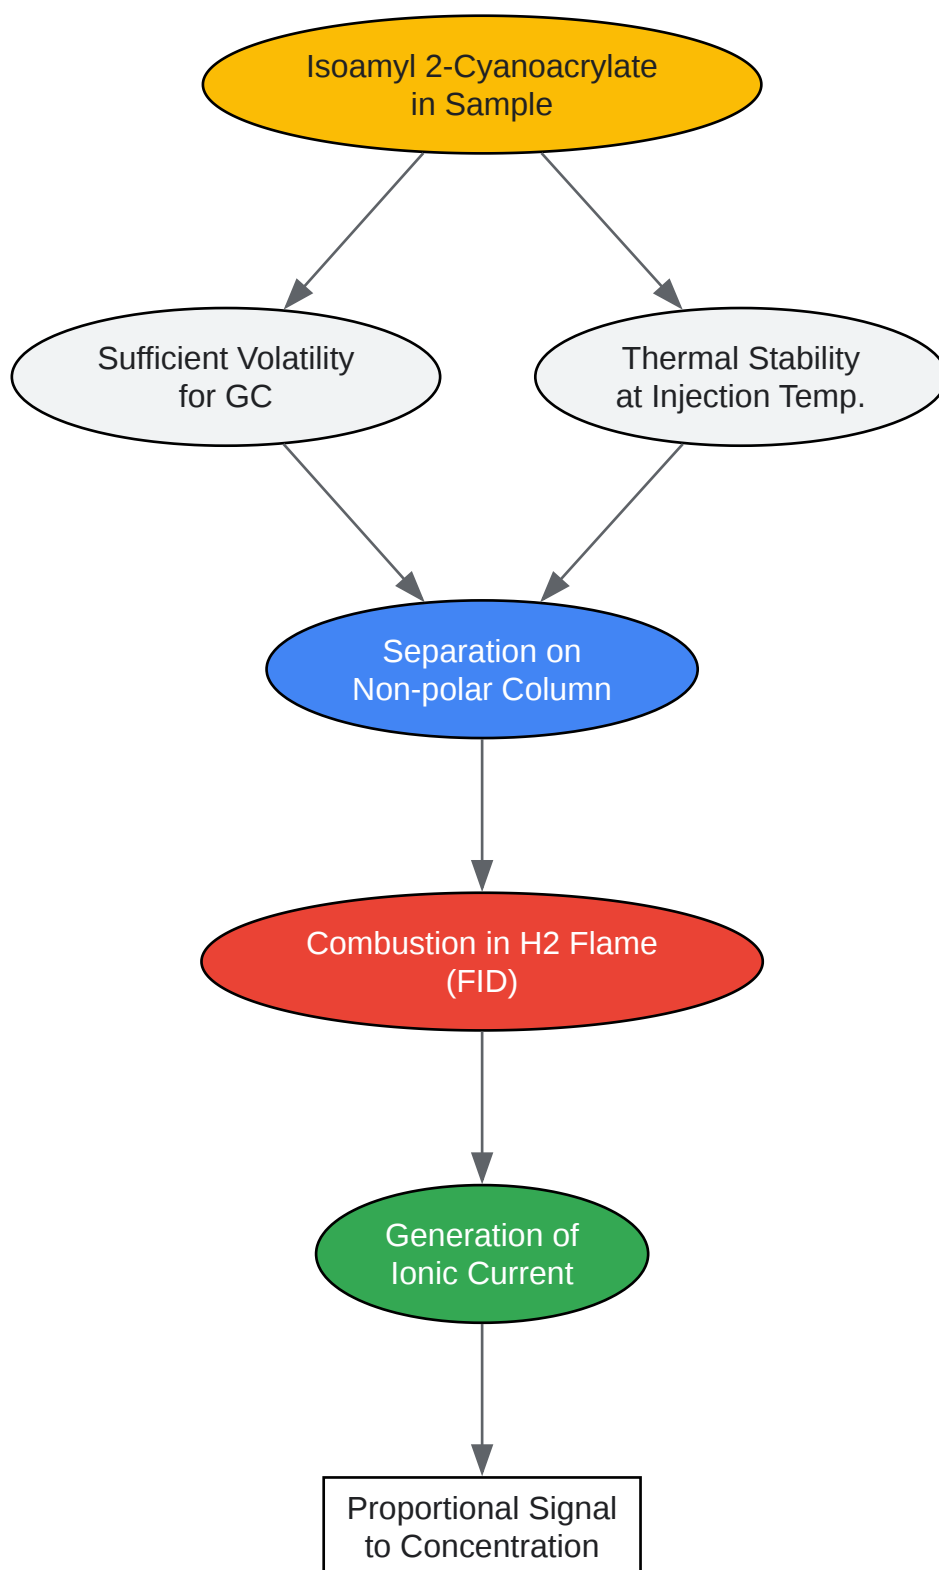 Isoamyl 2-Cyanoacrylate
in Sample
Sufficient Volatility
for GC
Thermal Stability
at Injection Temp.
Separation on
Non-polar Column
Combustion in H2 Flame
(FID)
Generation of
Ionic Current
Proportional Signal
to Concentration